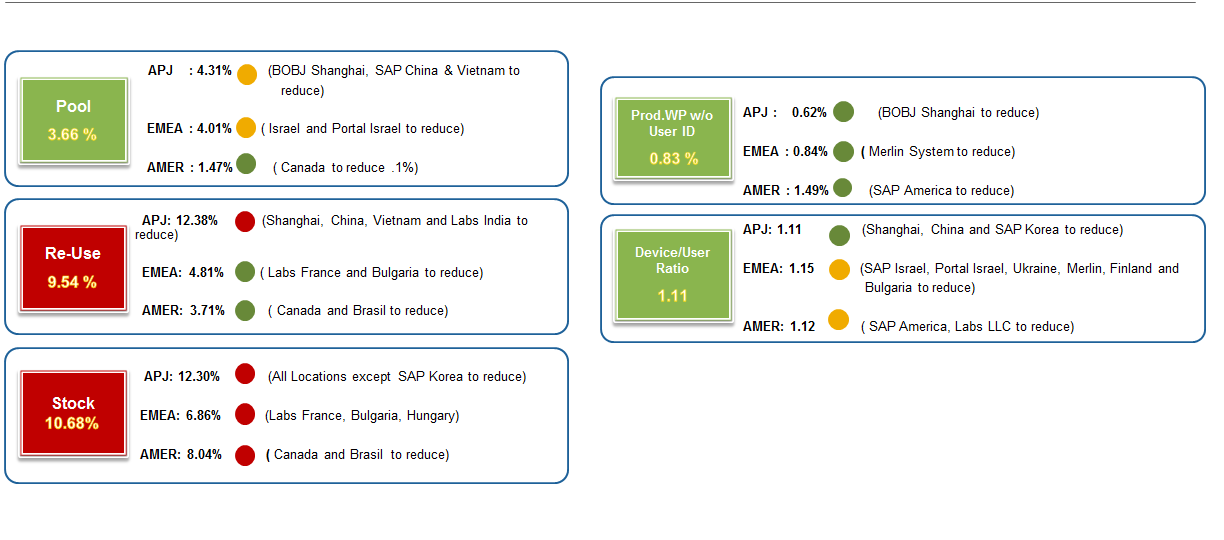 Pool
3.66 %
APJ : 4.31% (BOBJ Shanghai, SAP China & Vietnam to
reduce)
EMEA : 4.01% ( Israel and Portal Israel to reduce)
AMER : 1.47% ( Canada to reduce .1%)
Re-Use
9.54 %
APJ: 12.38% (Shanghai, China, Vietnam and Labs India to
reduce)
EMEA: 4.81% ( Labs France and Bulgaria to reduce)
AMER: 3.71% ( Canada and Brasil to reduce)
Stock
10.68%
APJ: 12.30% (All Locations except SAP Korea to reduce)
EMEA: 6.86% (Labs France, Bulgaria, Hungary)
AMER: 8.04% ( Canada and Brasil to reduce)
Prod.WP w/o
User ID
0.83 %
APJ : 0.62% (BOBJ Shanghai to reduce)
EMEA : 0.84% ( Merlin System to reduce)
AMER : 1.49% (SAP America to reduce)
Device/User
Ratio
1.11
APJ: 1.11 (Shanghai, China and SAP Korea to reduce)
EMEA: 1.15 (SAP Israel, Portal Israel, Ukraine, Merlin, Finland and
Bulgaria to reduce)
AMER: 1.12 ( SAP America, Labs LLC to reduce)